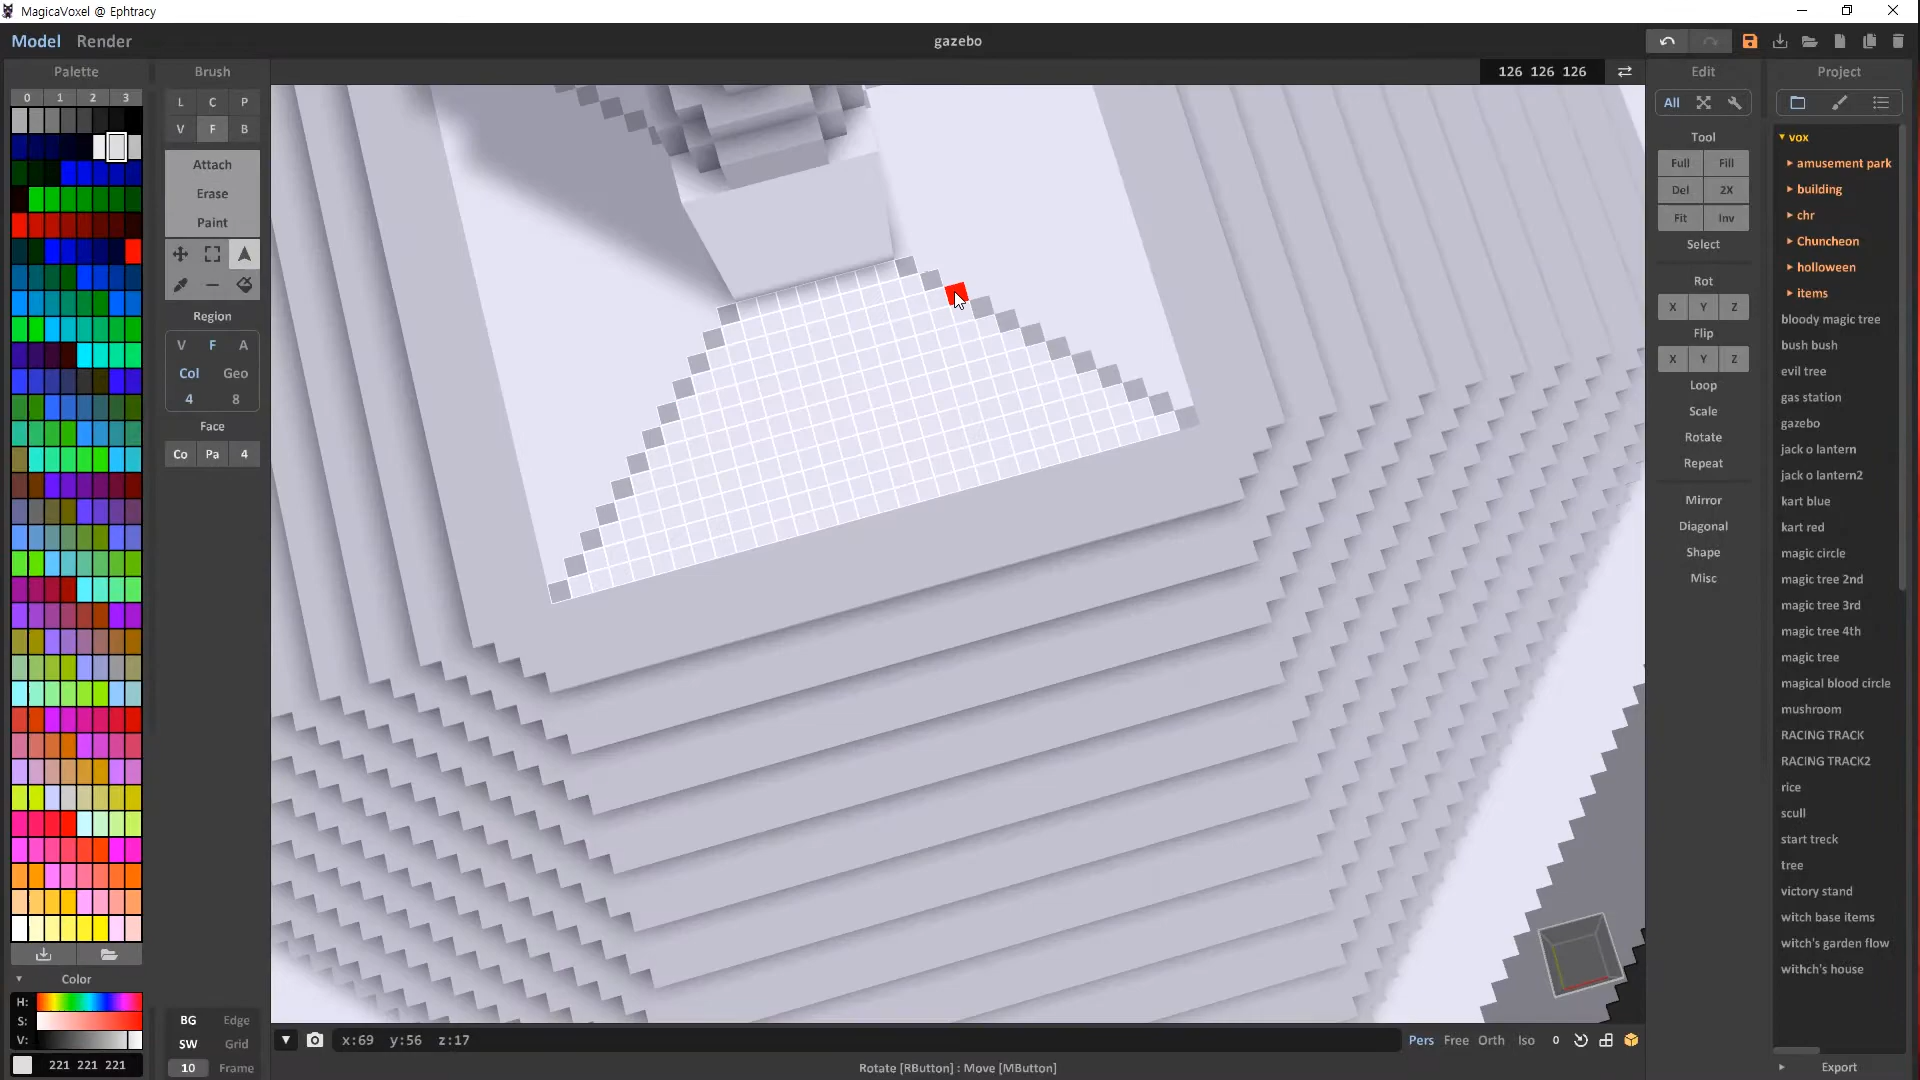 MagicaVoxel @ Ephtracy
Model Render
gazebo
Palette
Brush
126 126 126
Edit
Project
0 1 2 3
L C P
V F B
Attach
Erase
Paint
Region
V F A
Col Geo
4 8
Face
Co Pa 4
All
Tool
Full Fill
Del 2X
Fit Inv
Select
Rot
X Y Z
Flip
X Y Z
Loop
Scale
Rotate
Repeat
Mirror
Diagonal
Shape
Misc
vox
amusement park
building
chr
Chuncheon
holloween
items
bloody magic tree
bush bush
evil tree
gas station
gazebo
jack o lantern
jack o lantern2
kart blue
kart red
magic circle
magic tree 2nd
magic tree 3rd
magic tree 4th
magic tree
magical blood circle
mushroom
RACING TRACK
RACING TRACK2
rice
scull
start treck
tree
victory stand
witch base items
witch's garden flow
withch's house
Color
H:
S:
V:
221 221 221
BG Edge
SW Grid
10 Frame
x:69 y:56 z:17
Pers Free Orth Iso 0
Rotate [RButton] : Move [MButton]
Export